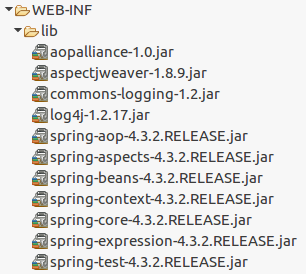 WEB-INF
lib
aopalliance-1.0.jar
aspectjweaver-1.8.9.jar
commons-logging-1.2.jar
log4j-1.2.17.jar
spring-aop-4.3.2.RELEASE.jar
spring-aspects-4.3.2.RELEASE.jar
spring-beans-4.3.2.RELEASE.jar
spring-context-4.3.2.RELEASE.jar
spring-core-4.3.2.RELEASE.jar
spring-expression-4.3.2.RELEASE.jar
spring-test-4.3.2.RELEASE.jar